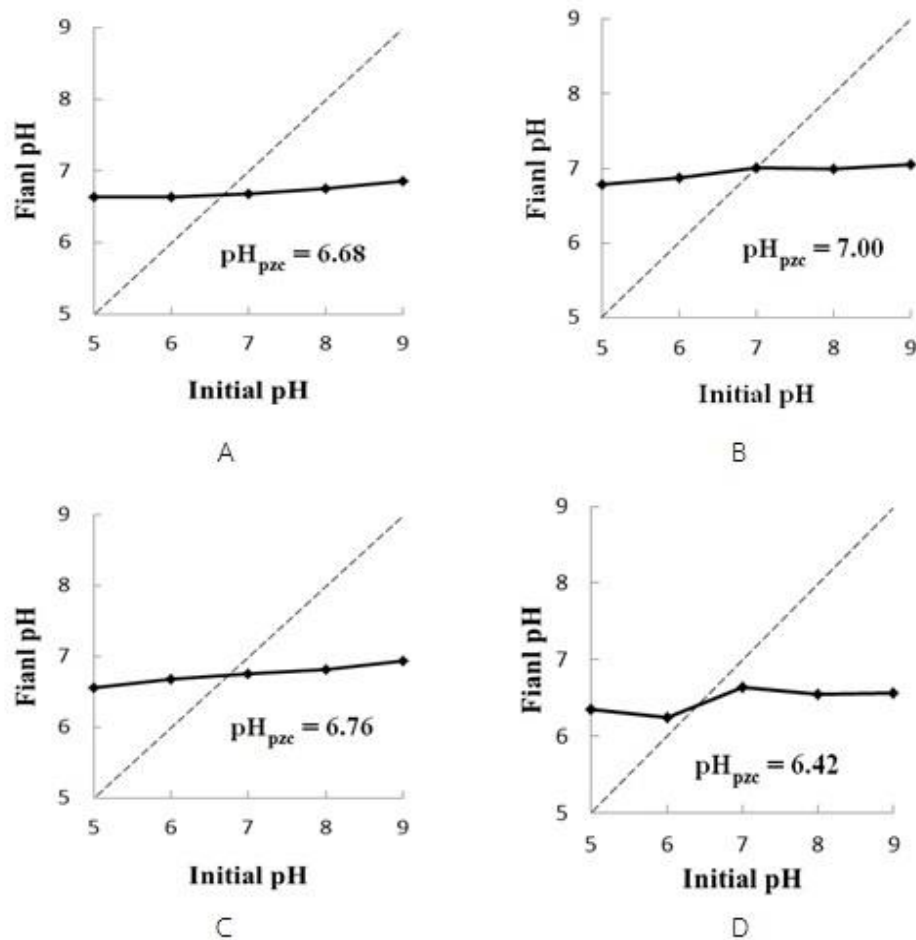 9
8
7
6
5
5 6 7 8 9
Fianl pH
Initial pH
pHpzc = 6.68
A
9
8
7
6
5
5 6 7 8 9
Fianl pH
Initial pH
pHpzc = 7.00
B
9
8
7
6
5
5 6 7 8 9
Fianl pH
Initial pH
pHpzc = 6.76
C
9
8
7
6
5
5 6 7 8 9
Fianl pH
Initial pH
pHpzc = 6.42
D